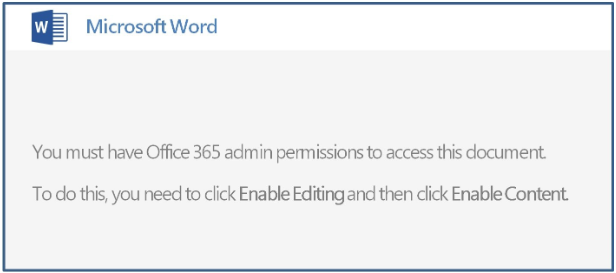 W
Microsoft Word
You must have Office 365 admin permissions to access this document.
To do this, you need to click Enable Editing and then click Enable Content.